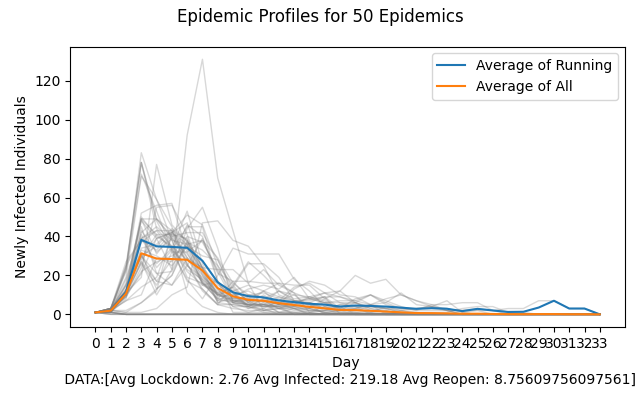 Epidemic Profiles for 50 Epidemics
Average of Running
Average of All
Newly Infected Individuals
120
100
80
60
40
20
0
0 1 2 3 4 5 6 7 8 9 10 11 12 13 14 15 16 17 18 19 20 21 22 23 24 25 26 27 28 29 30 31 32 33
Day
DATA:[Avg Lockdown: 2.76 Avg Infected: 219.18 Avg Reopen: 8.75609756097561]